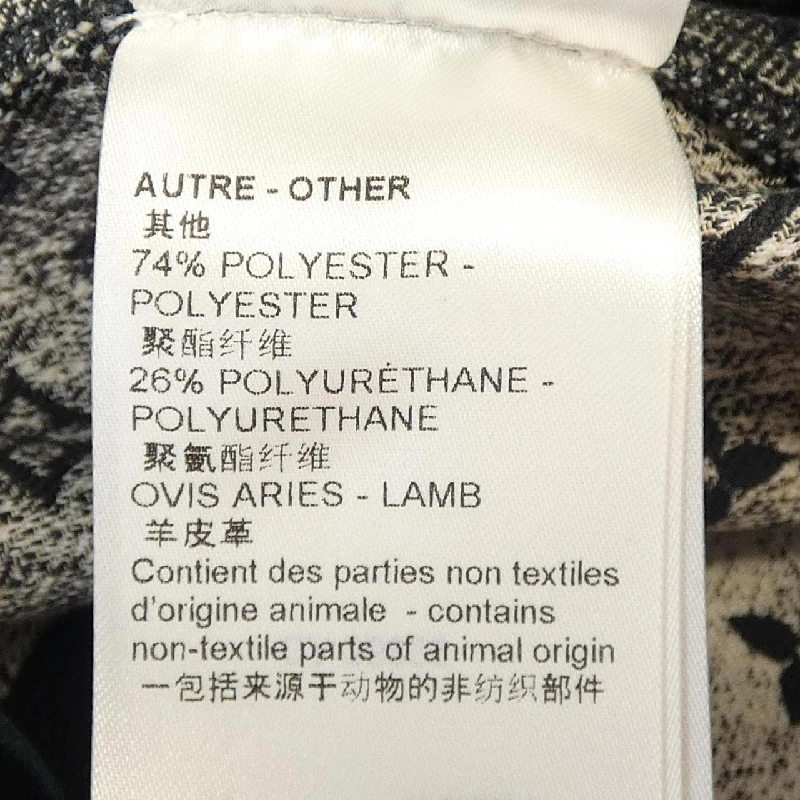 AUTRE - OTHER
其他
74% POLYESTER -
POLYESTER
聚酯纤维
26% POLYURÉTHANE -
POLYURETHANE
聚氨酯纤维
OVIS ARIES - LAMB
羊皮革
Contient des parties non textiles
d'origine animale - contains
non-textile parts of animal origin
一包括来源于动物的非纺织部件